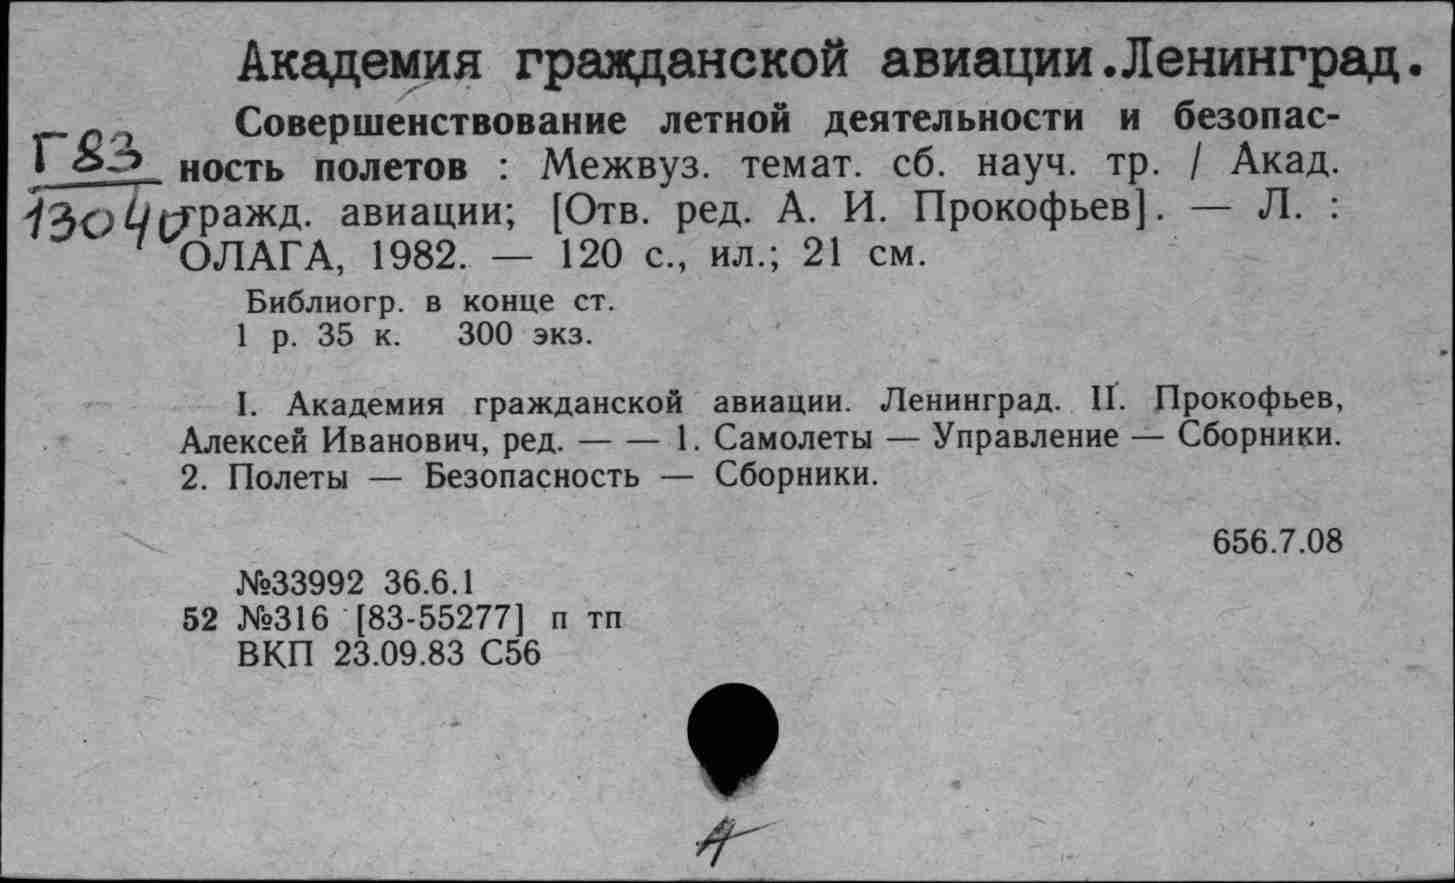 Академия гражданской авиации.Ленинград.
Совершенствование летной деятельности и безопас-
Г83
ность полетов : Межвуз. темат. сб. науч. тр. / Акад.
13040
гражд. авиации; [Отв. ред. А. И. Прокофьев]. — Л. :
ОЛАГА, 1982. — 120 с., ил.; 21 см.
Библиогр. в конце ст.
1 р. 35 к. 300 экз.
I. Академия гражданской авиации. Ленинград. II. Прокофьев,
Алексей Иванович, ред. — — 1. Самолеты — Управление — Сборники.
2. Полеты — Безопасность — Сборники.
656.7.08
№33992 36.6.1
52 №316 [83-55277] п тп
ВКП 23.09.83 С56